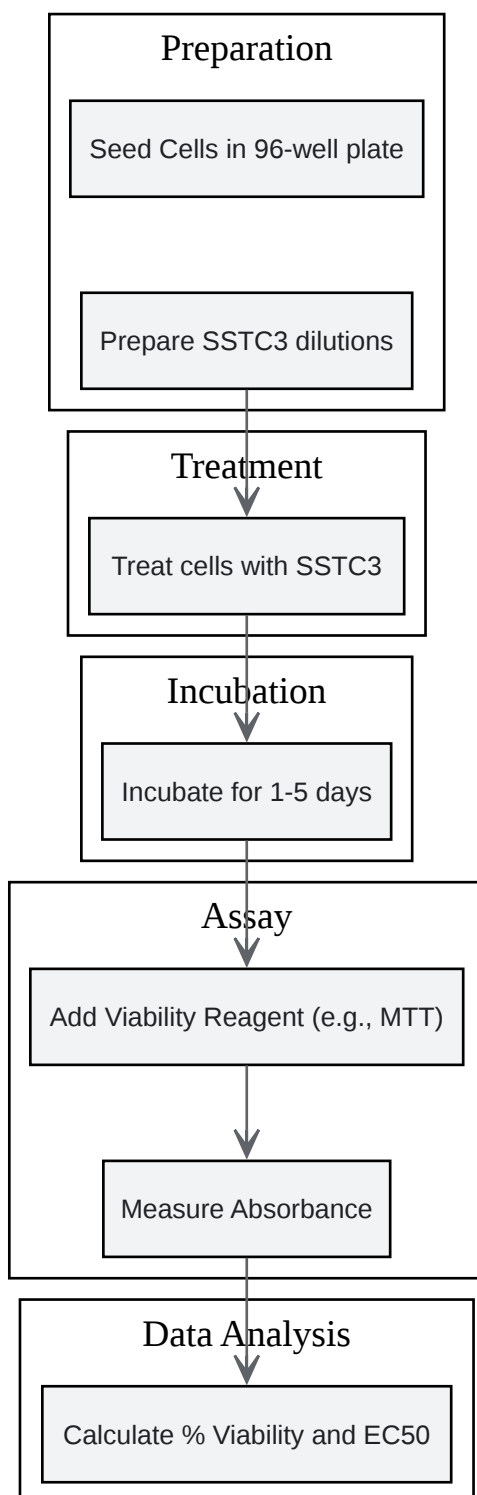 Preparation
Seed Cells in 96-well plate
Prepare SSTC3 dilutions
Treatment
Treat cells with SSTC3
Incubation
Incubate for 1-5 days
Assay
Add Viability Reagent (e.g., MTT)
Measure Absorbance
Data Analysis
Calculate % Viability and EC50